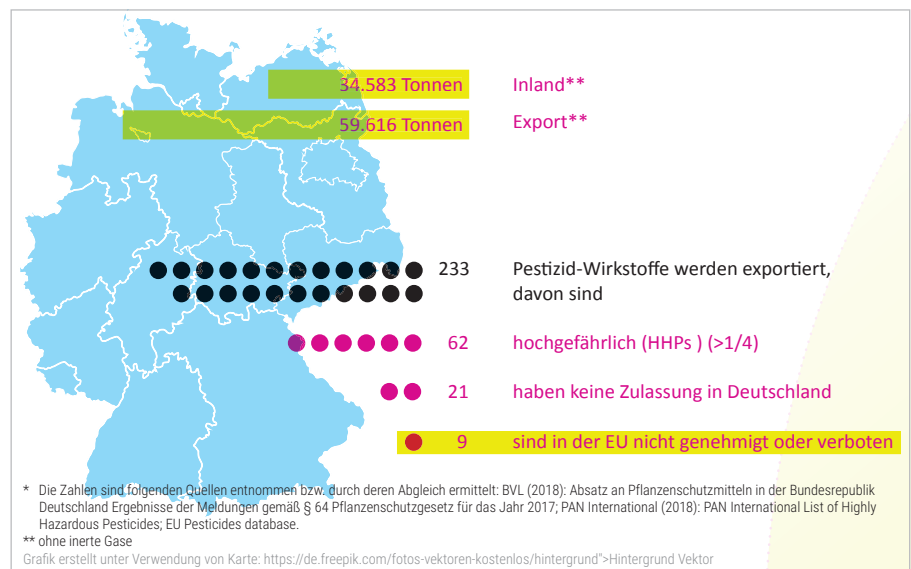 34.583 Tonnen Inland**
59.616 Tonnen Export**
233 Pestizid-Wirkstoffe werden exportiert,
davon sind
62 hochgefährlich (HHPs ) (>1/4)
21 haben keine Zulassung in Deutschland
9 sind in der EU nicht genehmigt oder verboten
* Die Zahlen sind folgenden Quellen entnommen bzw. durch deren Abgleich ermittelt: BVL (2018): Absatz an Pflanzenschutzmitteln in der Bundesrepublik
Deutschland Ergebnisse der Meldungen gemäß § 64 Pflanzenschutzgesetz für das Jahr 2017; PAN International (2018): PAN International List of Highly
Hazardous Pesticides; EU Pesticides database.
** ohne inerte Gase
Grafik erstellt unter Verwendung von Karte: https://de.freepik.com/fotos-vektoren-kostenlos/hintergrund">Hintergrund Vektor